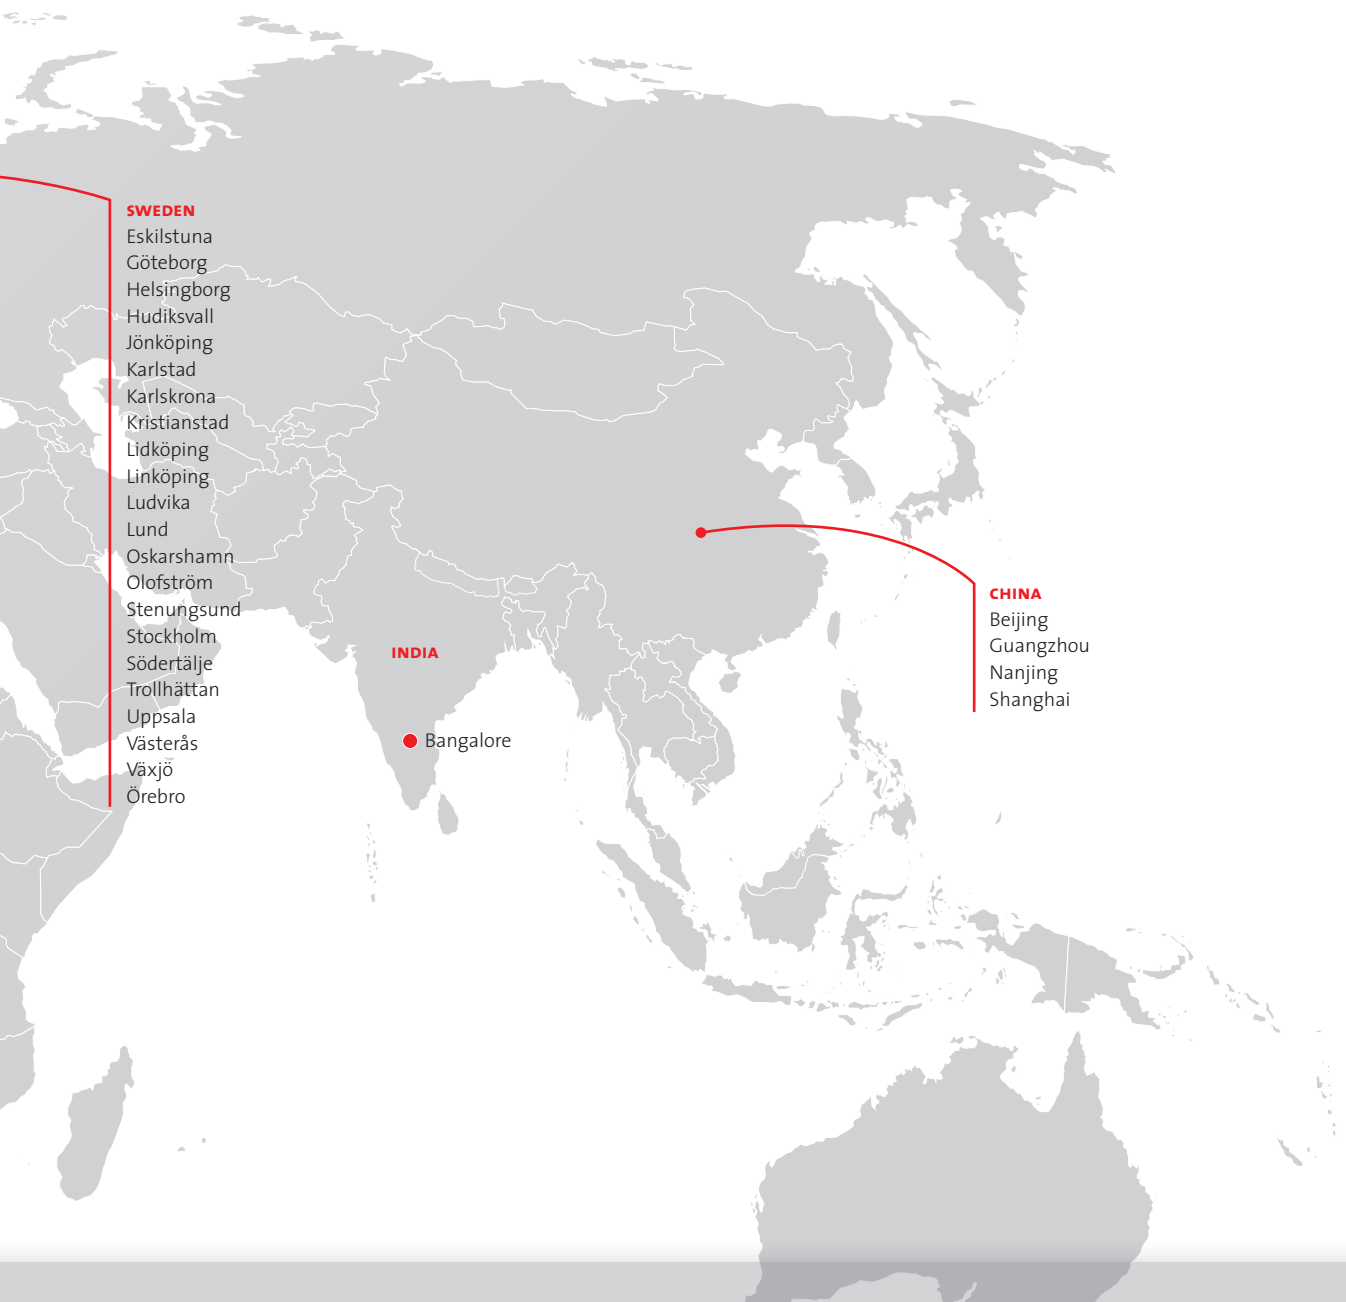 SWEDEN
Eskilstuna
Göteborg
Helsingborg
Hudiksvall
Jönköping
Karlstad
Karlskrona
Kristianstad
Lidköping
Linköping
Ludvika
Lund
Oskarshamn
Olofström
Stenungsund
Stockholm
Södertälje
Trollhättan
Uppsala
Västerås
Växjö
Örebro
INDIA
Bangalore
CHINA
Beijing
Guangzhou
Nanjing
Shanghai